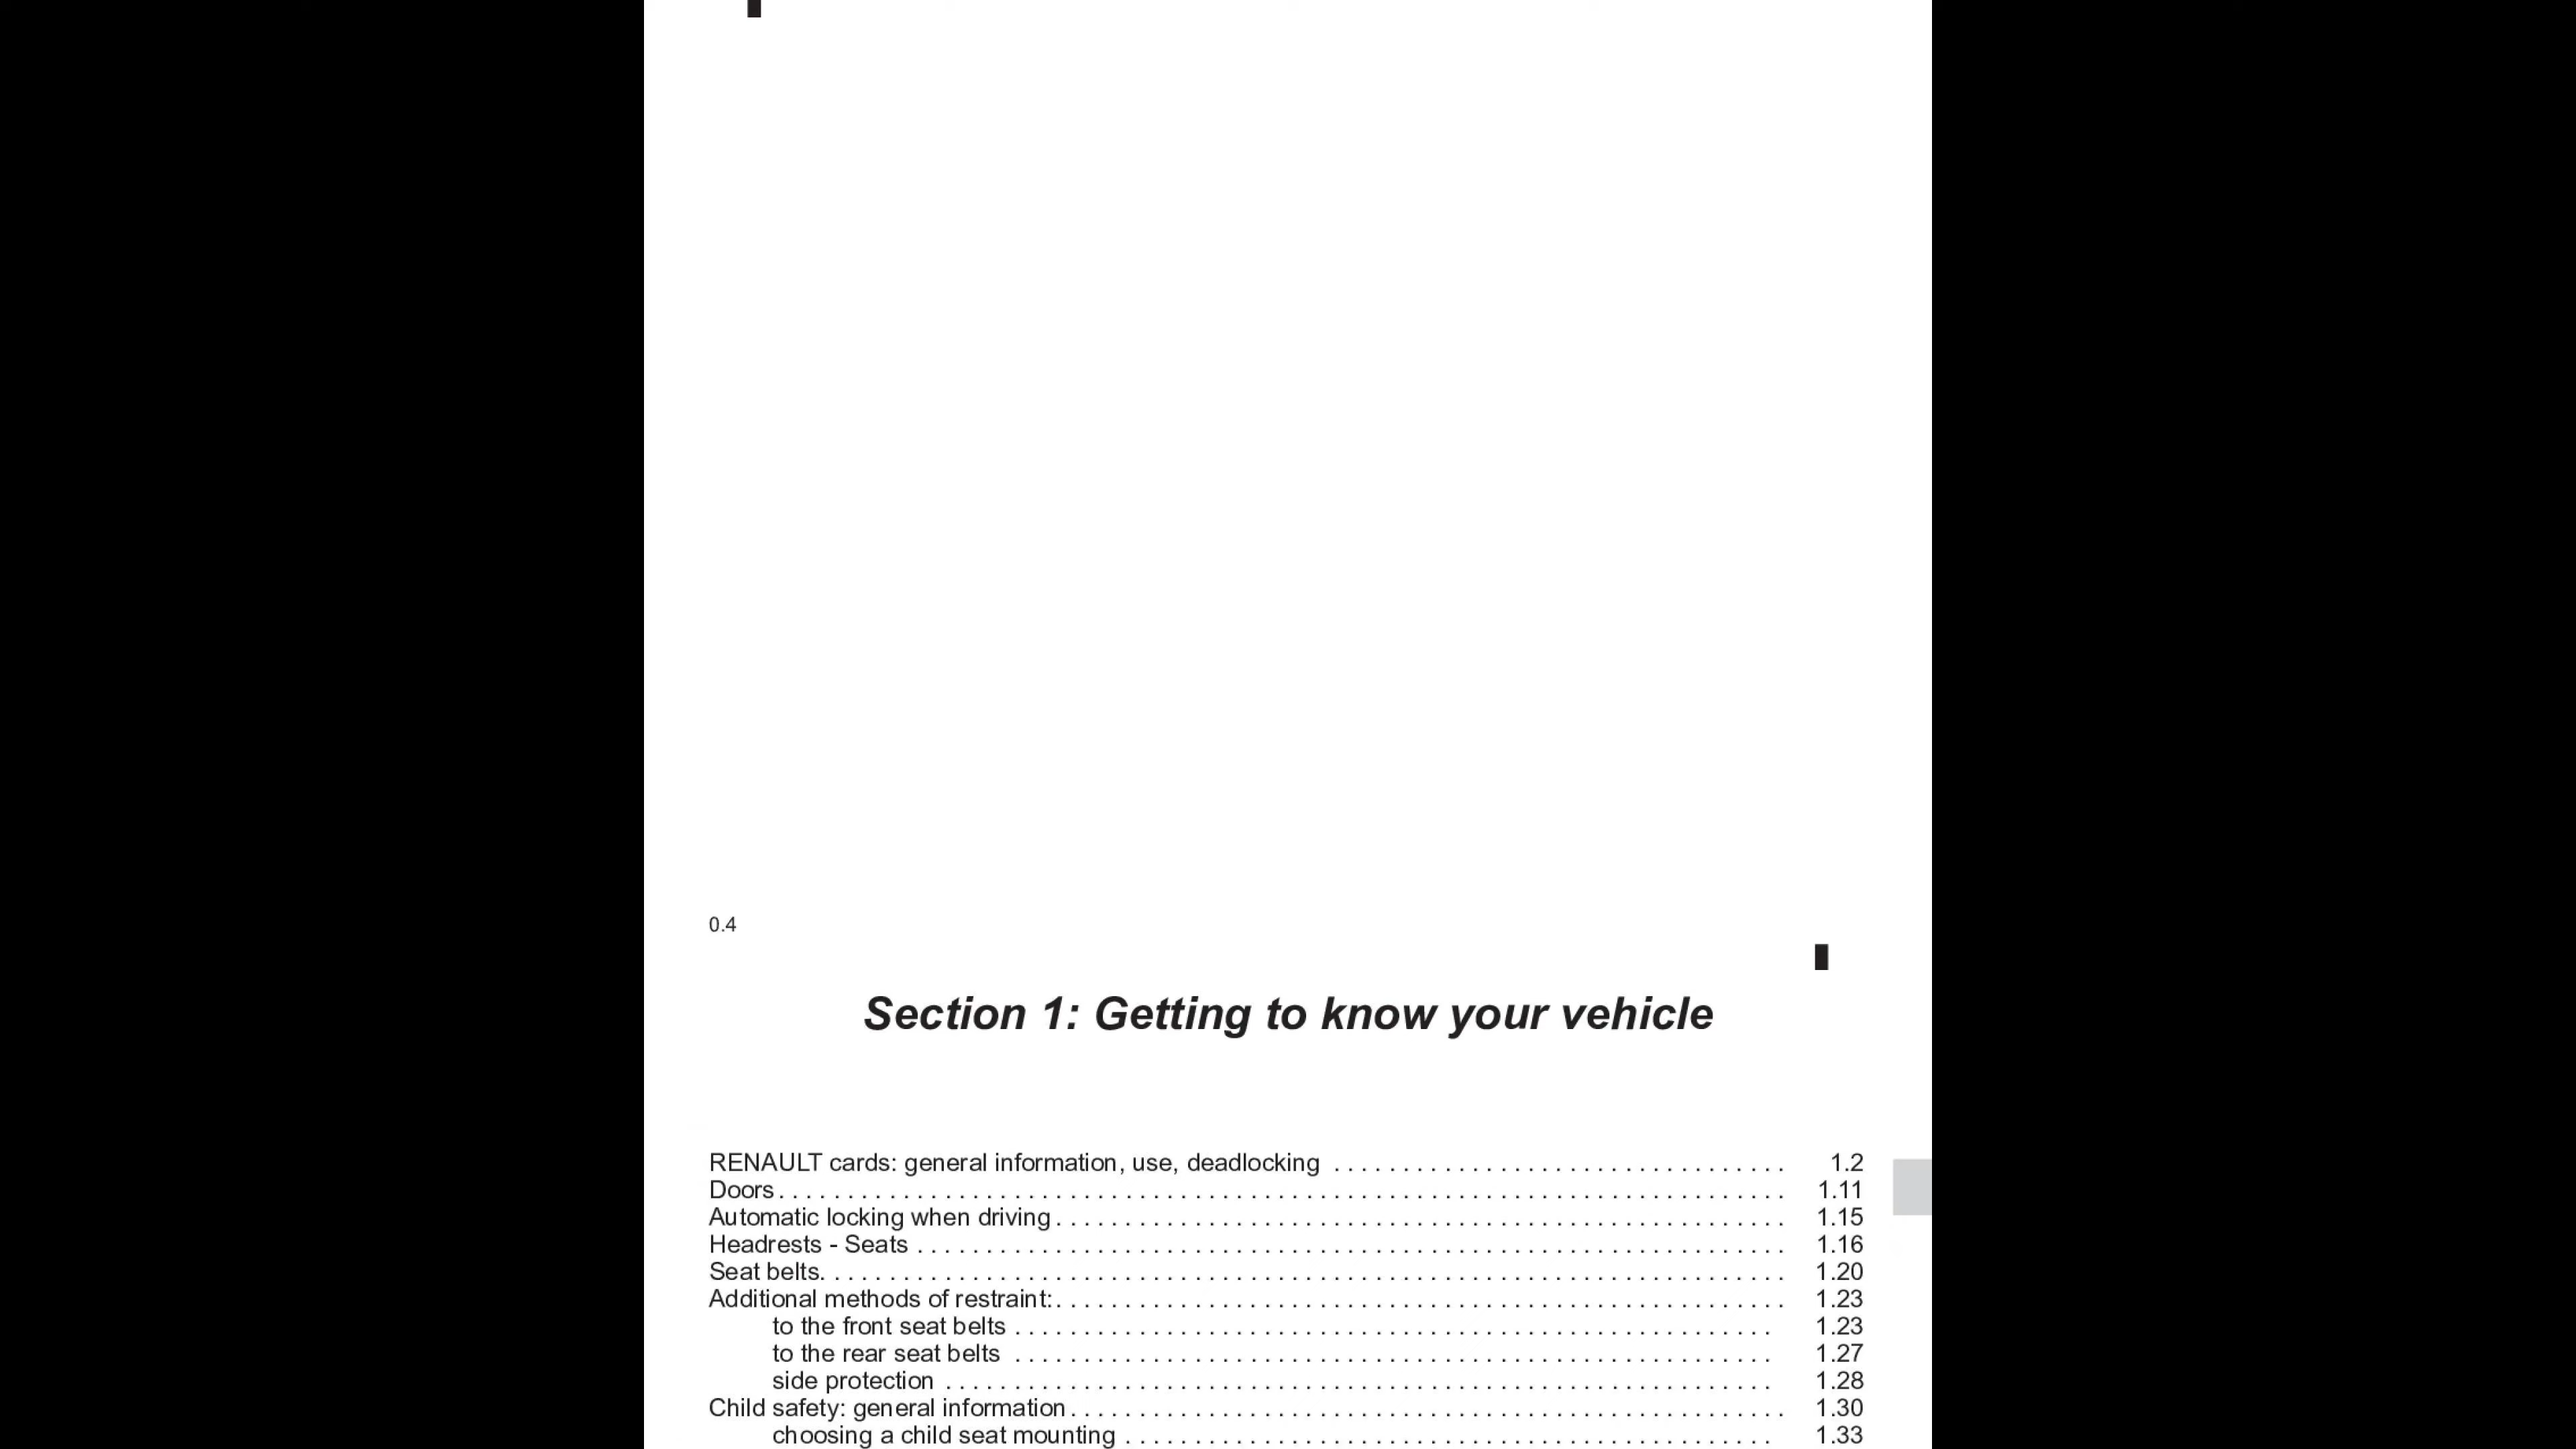 0.4
Section 1: Getting to know your vehicle
RENAULT cards: general information, use, deadlocking . . . . . . . . . . . . . . . . . . . . . . . . . . . . . . . . . 1.2
Doors . . . . . . . . . . . . . . . . . . . . . . . . . . . . . . . . . . . . . . . . . . . . . . . . . . . . . . . . . . . . . . . . . . . . . . . . . 1.11
Automatic locking when driving . . . . . . . . . . . . . . . . . . . . . . . . . . . . . . . . . . . . . . . . . . . . . . . . . . . . . 1.15
Headrests - Seats . . . . . . . . . . . . . . . . . . . . . . . . . . . . . . . . . . . . . . . . . . . . . . . . . . . . . . . . . . . . . . . 1.16
Seat belts. . . . . . . . . . . . . . . . . . . . . . . . . . . . . . . . . . . . . . . . . . . . . . . . . . . . . . . . . . . . . . . . . . . . . . 1.20
Additional methods of restraint: . . . . . . . . . . . . . . . . . . . . . . . . . . . . . . . . . . . . . . . . . . . . . . . . . . . . . 1.23
to the front seat belts . . . . . . . . . . . . . . . . . . . . . . . . . . . . . . . . . . . . . . . . . . . . . . . . . . . . . . . 1.23
to the rear seat belts . . . . . . . . . . . . . . . . . . . . . . . . . . . . . . . . . . . . . . . . . . . . . . . . . . . . . . . 1.27
side protection . . . . . . . . . . . . . . . . . . . . . . . . . . . . . . . . . . . . . . . . . . . . . . . . . . . . . . . . . . . . 1.28
Child safety: general information . . . . . . . . . . . . . . . . . . . . . . . . . . . . . . . . . . . . . . . . . . . . . . . . . . . . 1.30
choosing a child seat mounting . . . . . . . . . . . . . . . . . . . . . . . . . . . . . . . . . . . . . . . . . . . . . . . 1.33